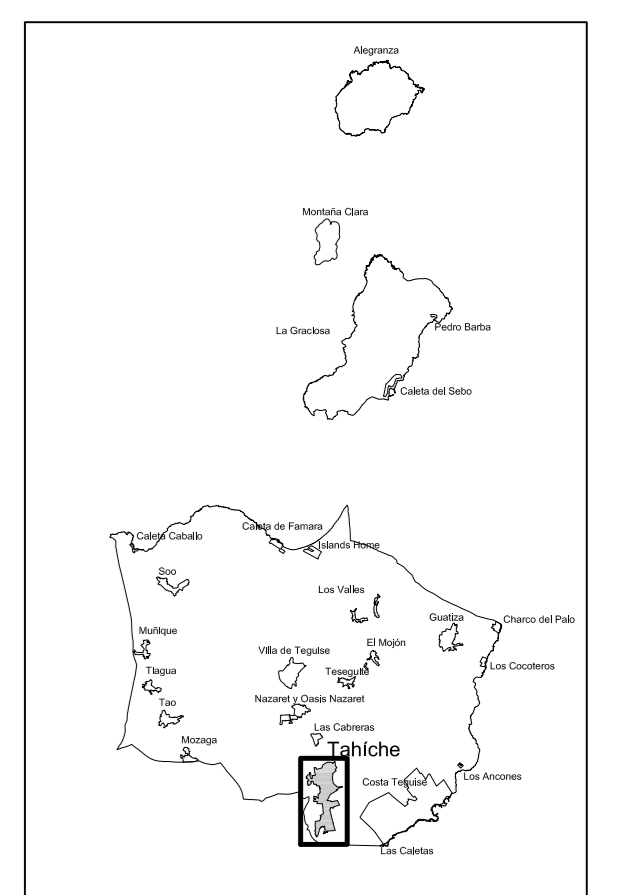 Alegranza
Montaña Clara
La Graciosa
Pedro Barba
Caleta del Sebo
Caleta de Famara
Caleta Caballo
Islands Home
Soo
Los Valles
Guatiza
Charco del Palo
Muñique
El Mojón
Villa de Teguise
Los Cocoteros
Tiagua
Teseguite
Tao
Nazaret y Oasis Nazaret
Las Cabreras
Mozaga
Tahíche
Costa Teguise
Los Ancones
Las Caletas